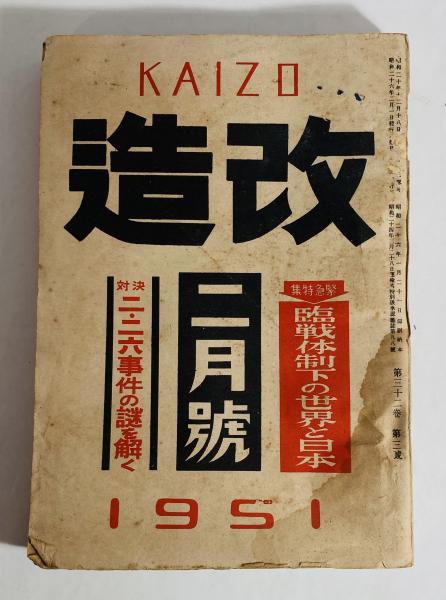 KAIZO
改造
緊急特集
臨戦体制下の世界と日本
二月號
対決
二・二六事件の謎を解く
1951
第三十二巻 第三號